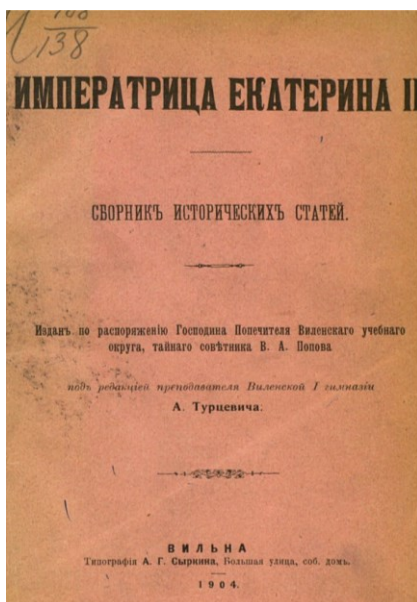 138
ИМПЕРАТРИЦА ЕКАТЕРИНА II
СБОРНИКЪ ИСТОРИЧЕСКИХЪ СТАТЕЙ.
Изданъ по распоряженію Господина Попечителя Виленскаго учебнаго
округа, тайнаго совѣтника В. А. Попова
подъ редакціей преподавателя Виленской I гимназіи
А. Турцевича.
ВИЛЬНА
Типографія А. Г. Сыркина, Большая улица, соб. домъ.
1904.